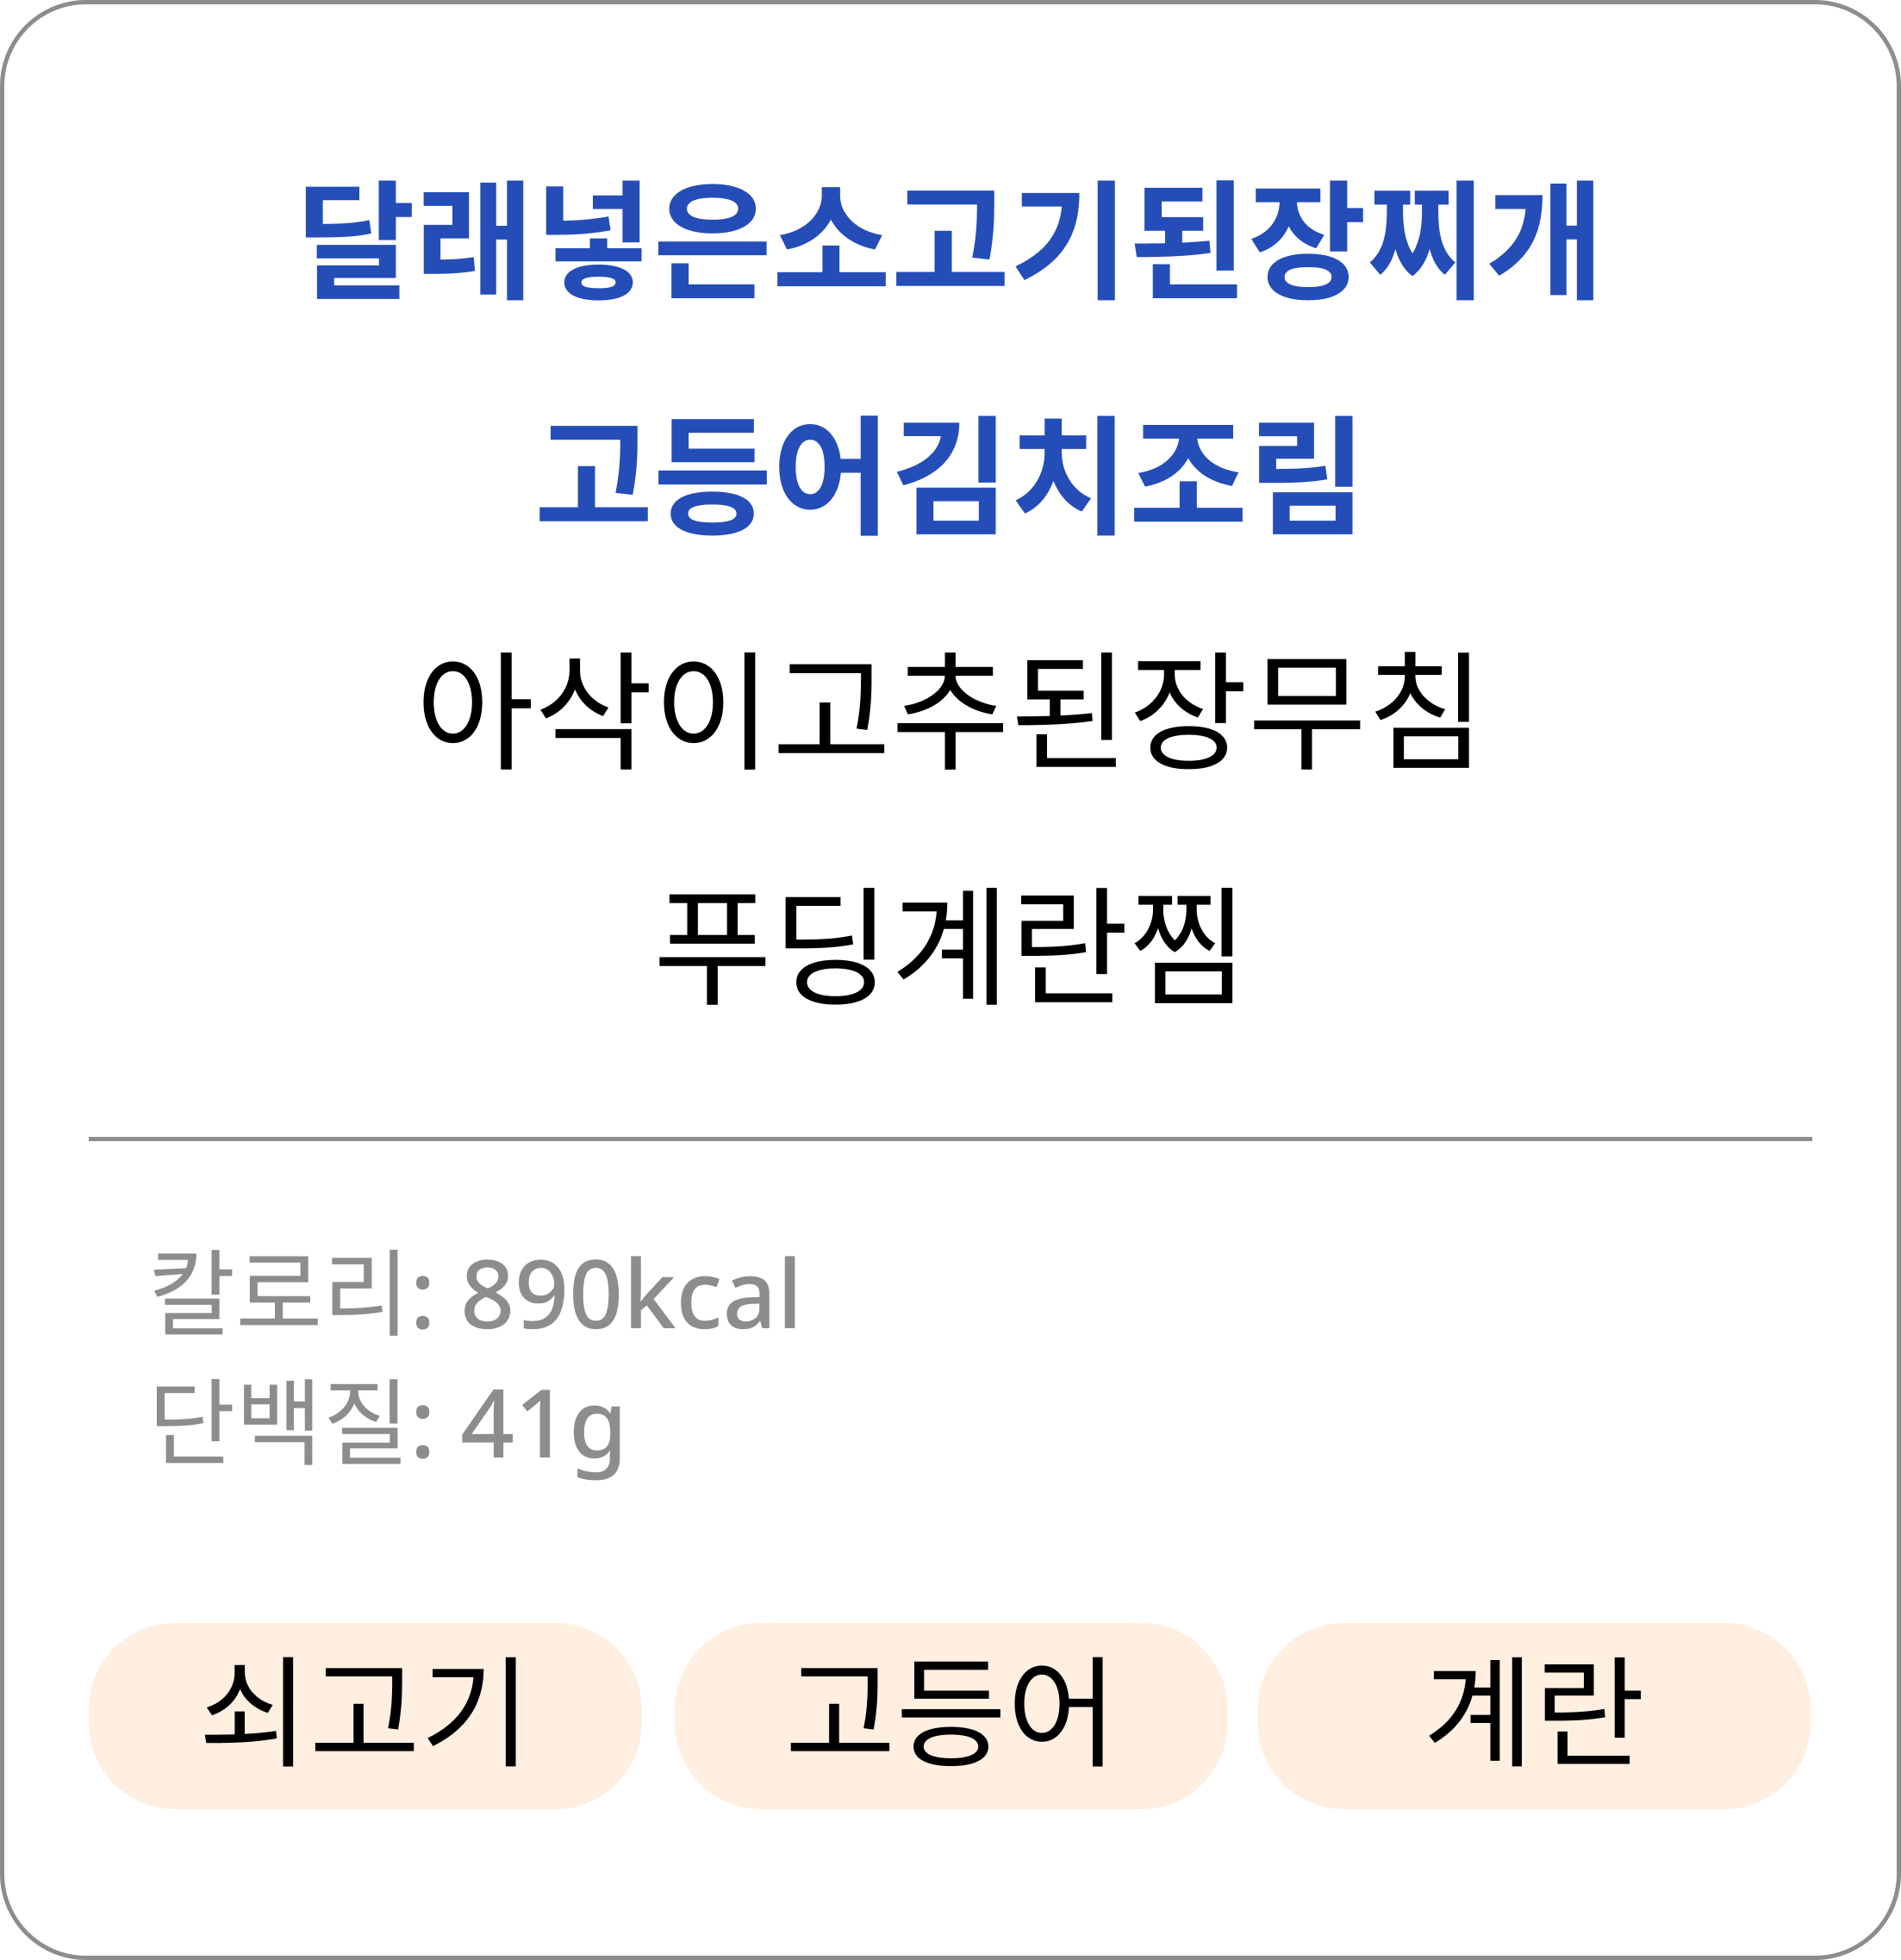 달래넣은소고기된장찌개
고등어김치조림
아삭이고추된장무침
푸딩계란찜
칼로리: 890kcal
단백질: 41g
쇠고기 고등어 계란